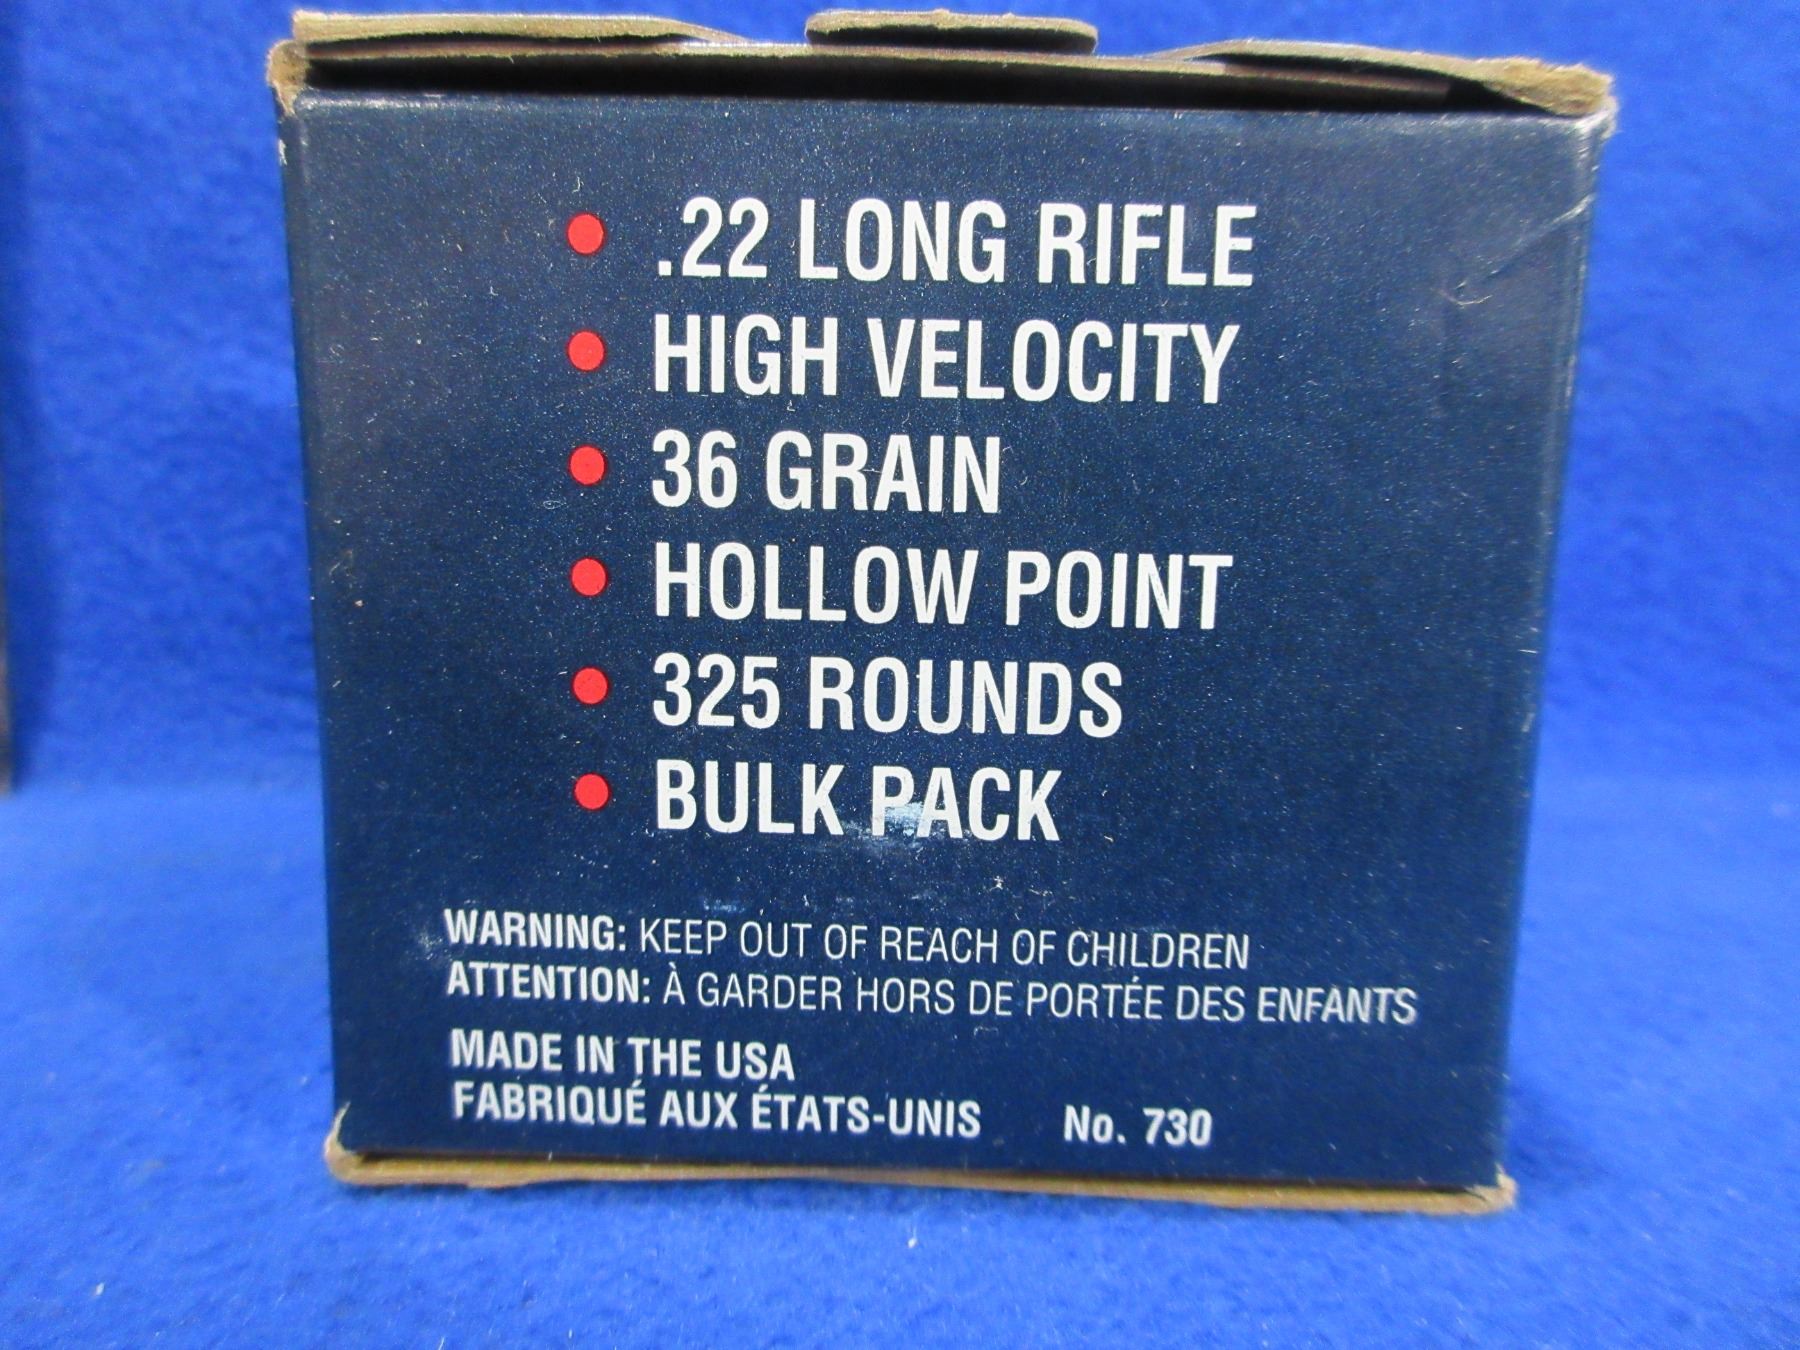 .22 LONG RIFLE
HIGH VELOCITY
36 GRAIN
HOLLOW POINT
325 ROUNDS
BULK PACK
WARNING: KEEP OUT OF REACH OF CHILDREN
ATTENTION: À GARDER HORS DE PORTÉE DES ENFANTS
MADE IN THE USA
FABRIQUÉ AUX ÉTATS-UNIS No. 730